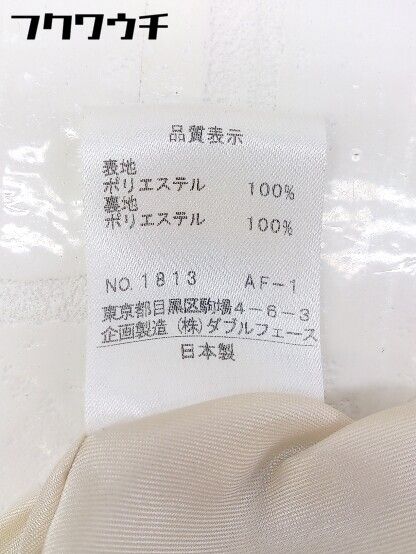 フクワウチ
品質表示
表地
ポリエステル 100%
裏地
ポリエステル 100%
NO.1813 AF-1
東京都目黒区駒場4-6-3
企画製造 (株)ダブルフェース
日本製